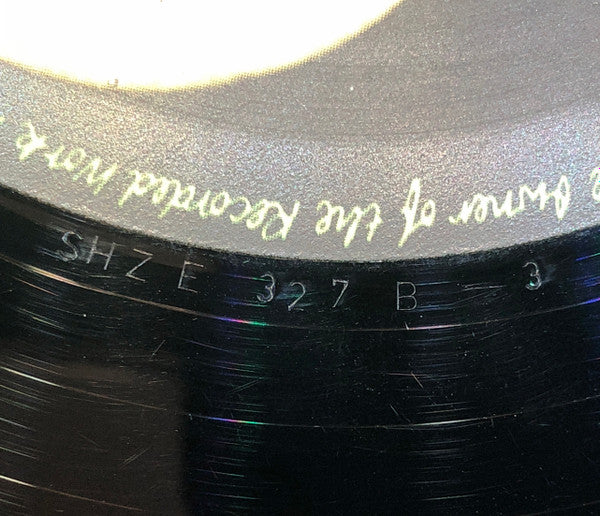 e Owner of the Recorded Work
SHZE 327 B-3